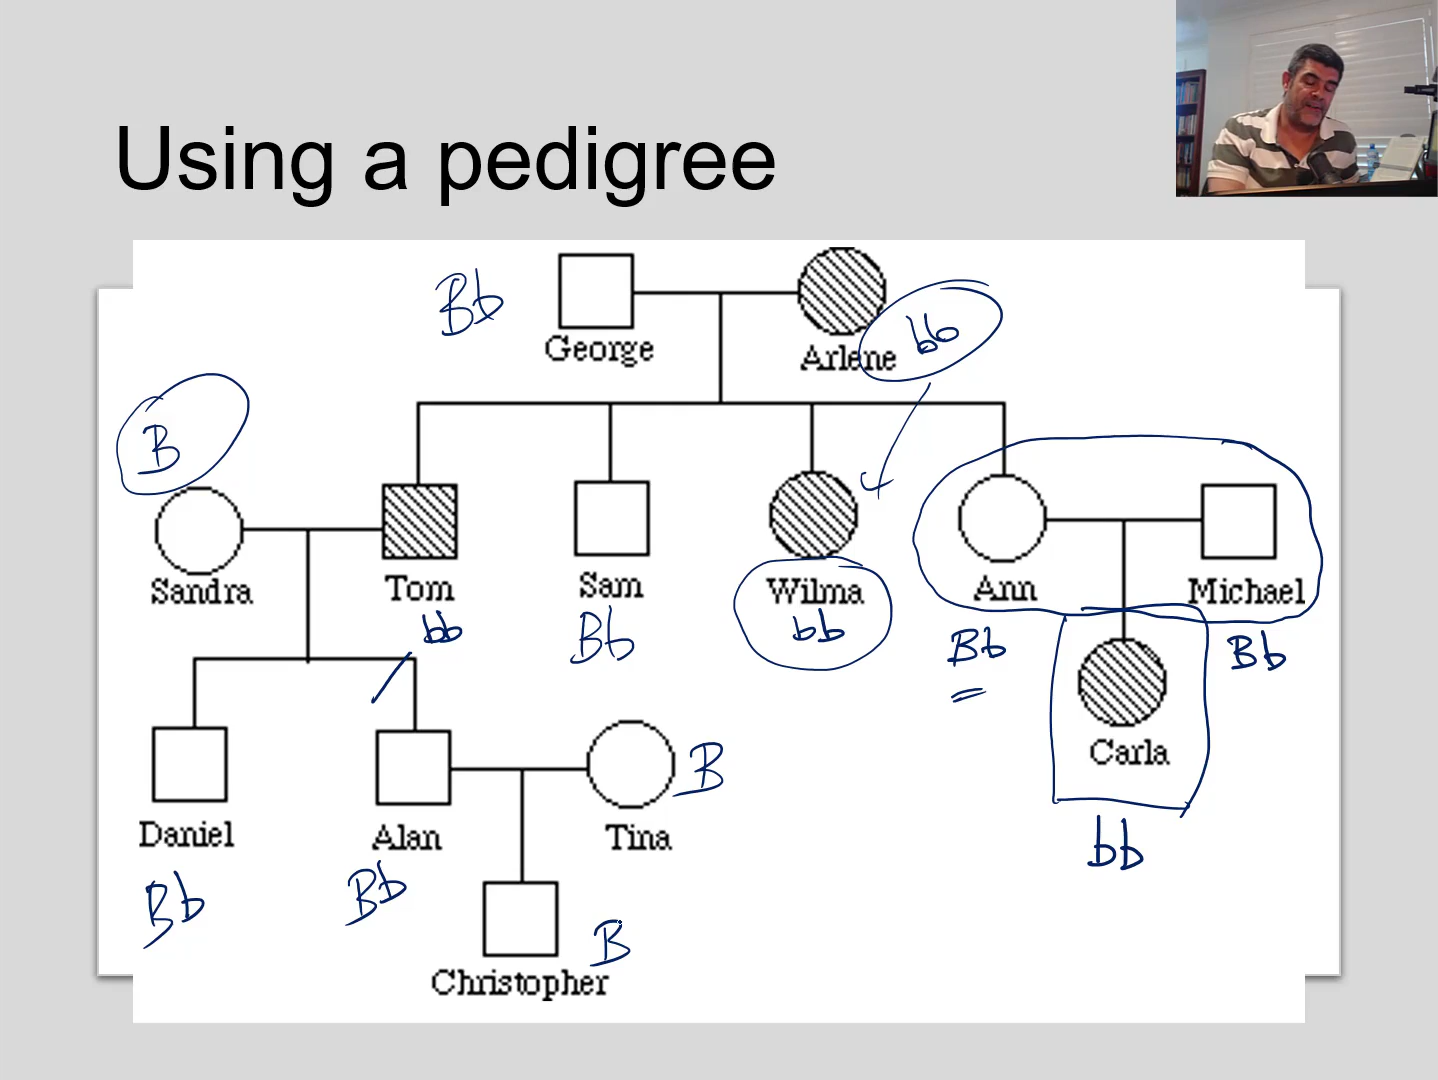 Using a pedigree
Bb
George
Arlene
bb
B
Sandra
Tom
Sam
Wilma
Ann
Michael
bb
Bb
bb
Bb
Bb
Carla
B
Daniel
Alan
Tina
bb
Bb
Bb
B
Christopher